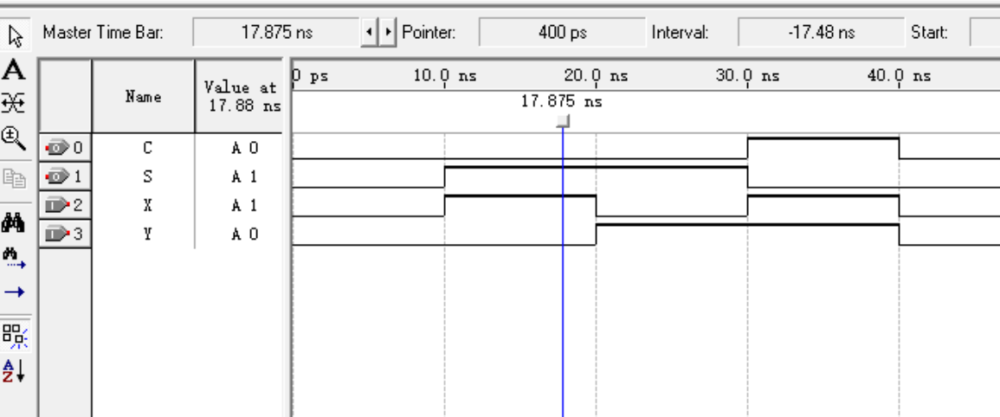 Master Time Bar: 17.875 ns Pointer: 400 ps Interval: -17.48 ns Start:
A
Name Value at 17.88 ns
0 ps 10.0 ns 20.0 ns 30.0 ns 40.0 ns
17.875 ns
0 C A 0
1 S A 1
2 X A 1
3 Y A 0
A
Z